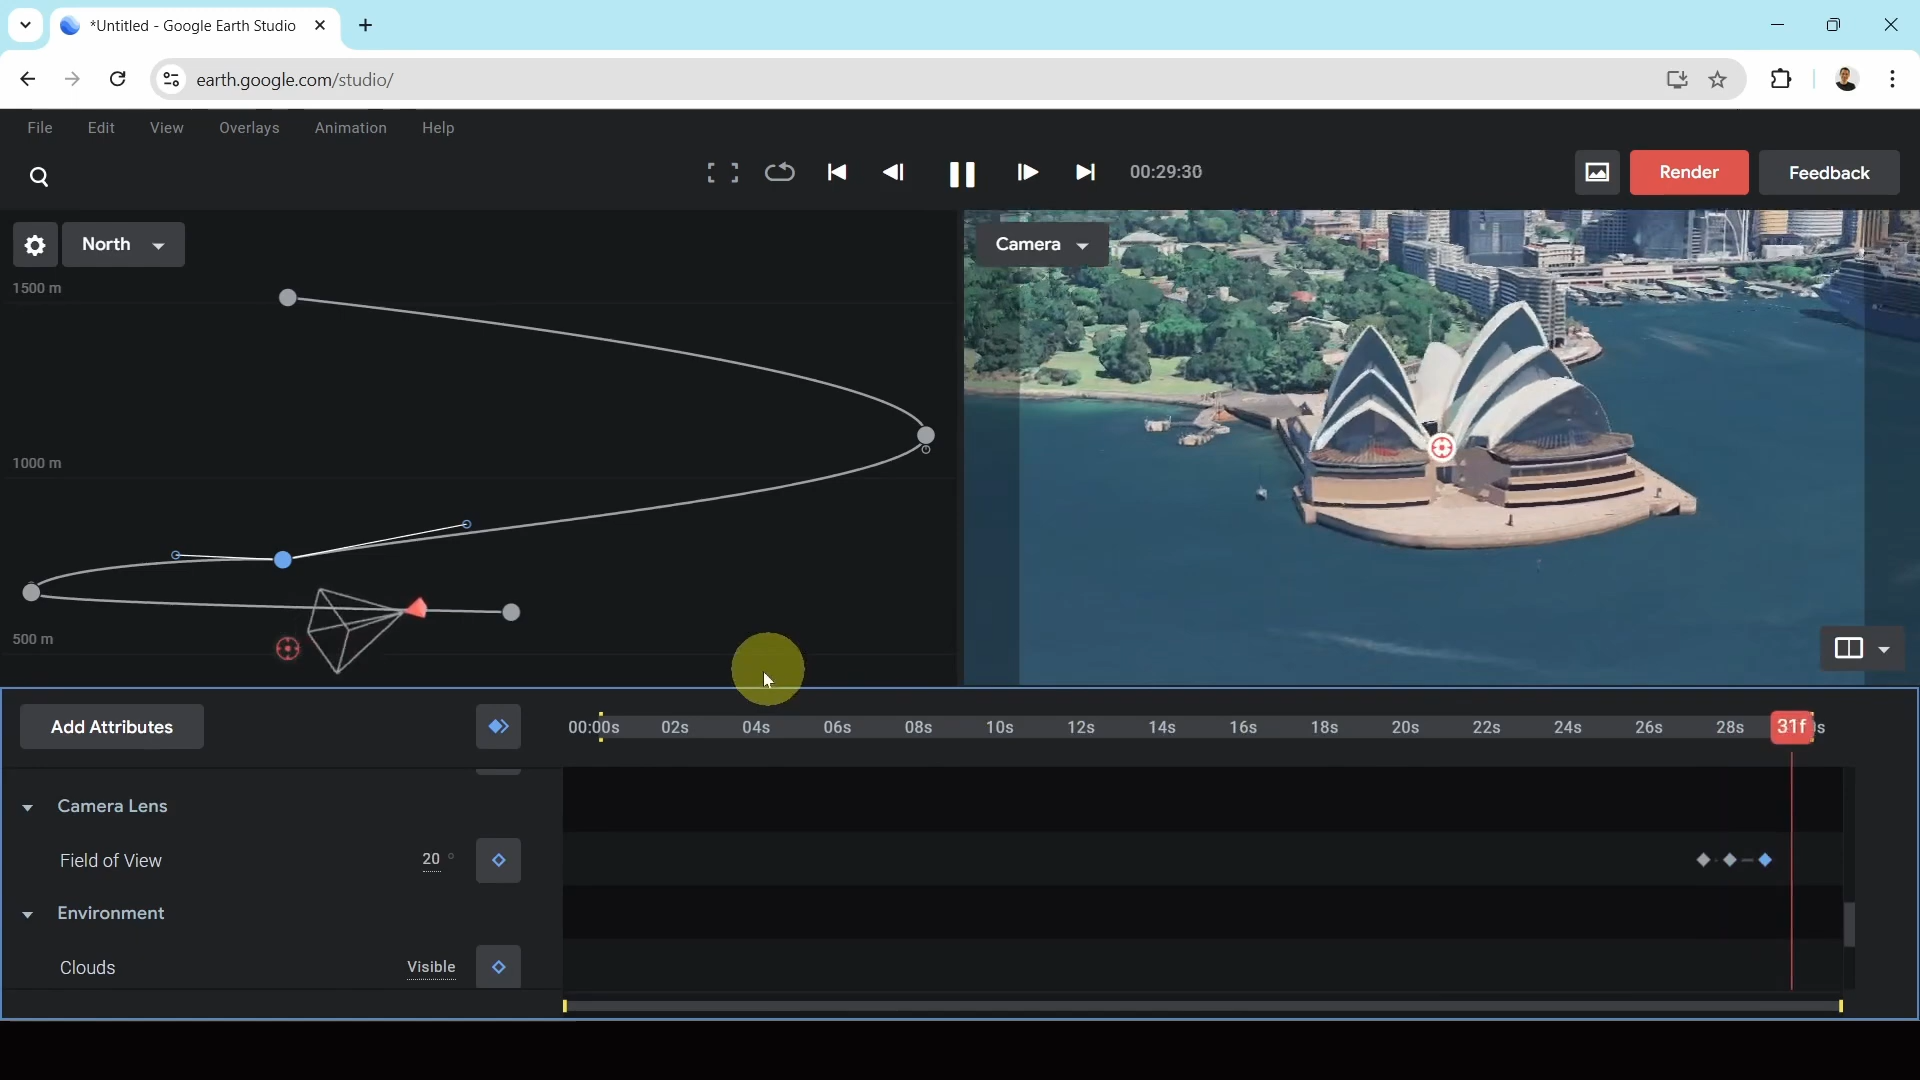 *Untitled - Google Earth Studio
earth.google.com/studio/
File Edit View Overlays Animation Help
00:29:30
Render
Feedback
North
Camera
1500 m
1000 m
500 m
Add Attributes
00:00s 02s 04s 06s 08s 10s 12s 14s 16s 18s 20s 22s 24s 26s 28s 31f s
Camera Lens
Field of View 20 °
Environment
Clouds Visible